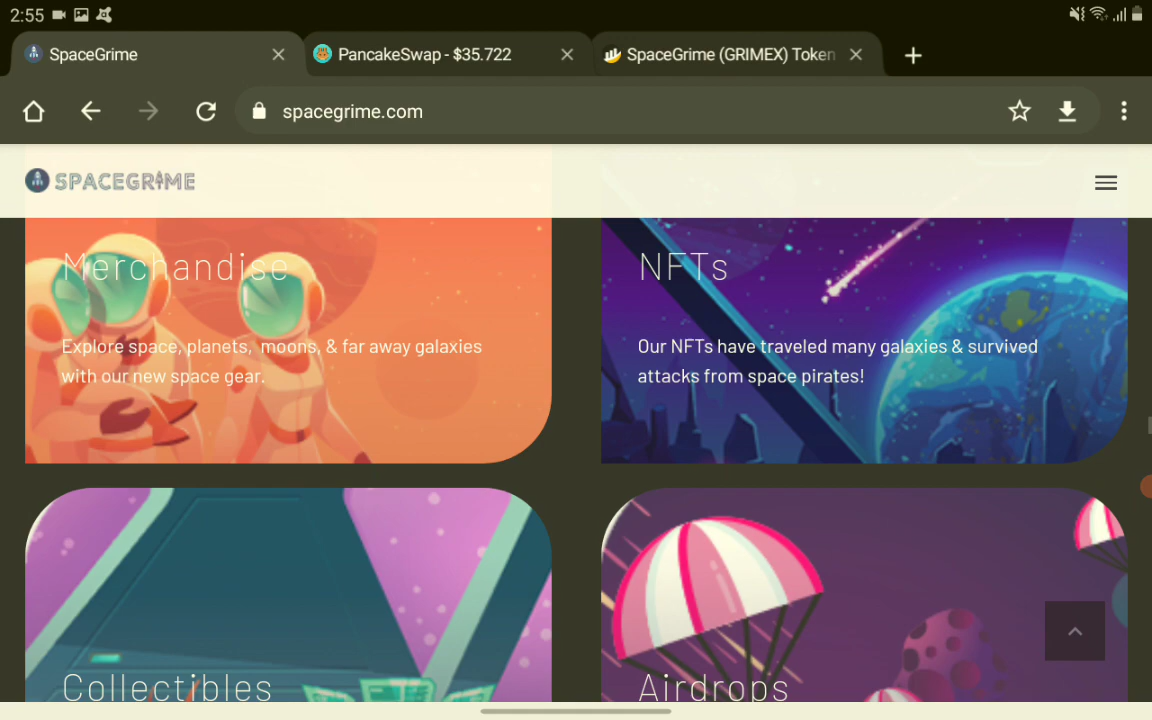 2:55
SpaceGrime
PancakeSwap - $35.722
SpaceGrime (GRIMEX) Token
spacegrime.com
SPACEGRIME
Merchandise
Explore space, planets, moons, & far away galaxies
with our new space gear.
NFTs
Our NFTs have traveled many galaxies & survived
attacks from space pirates!
Collectibles
Airdrops